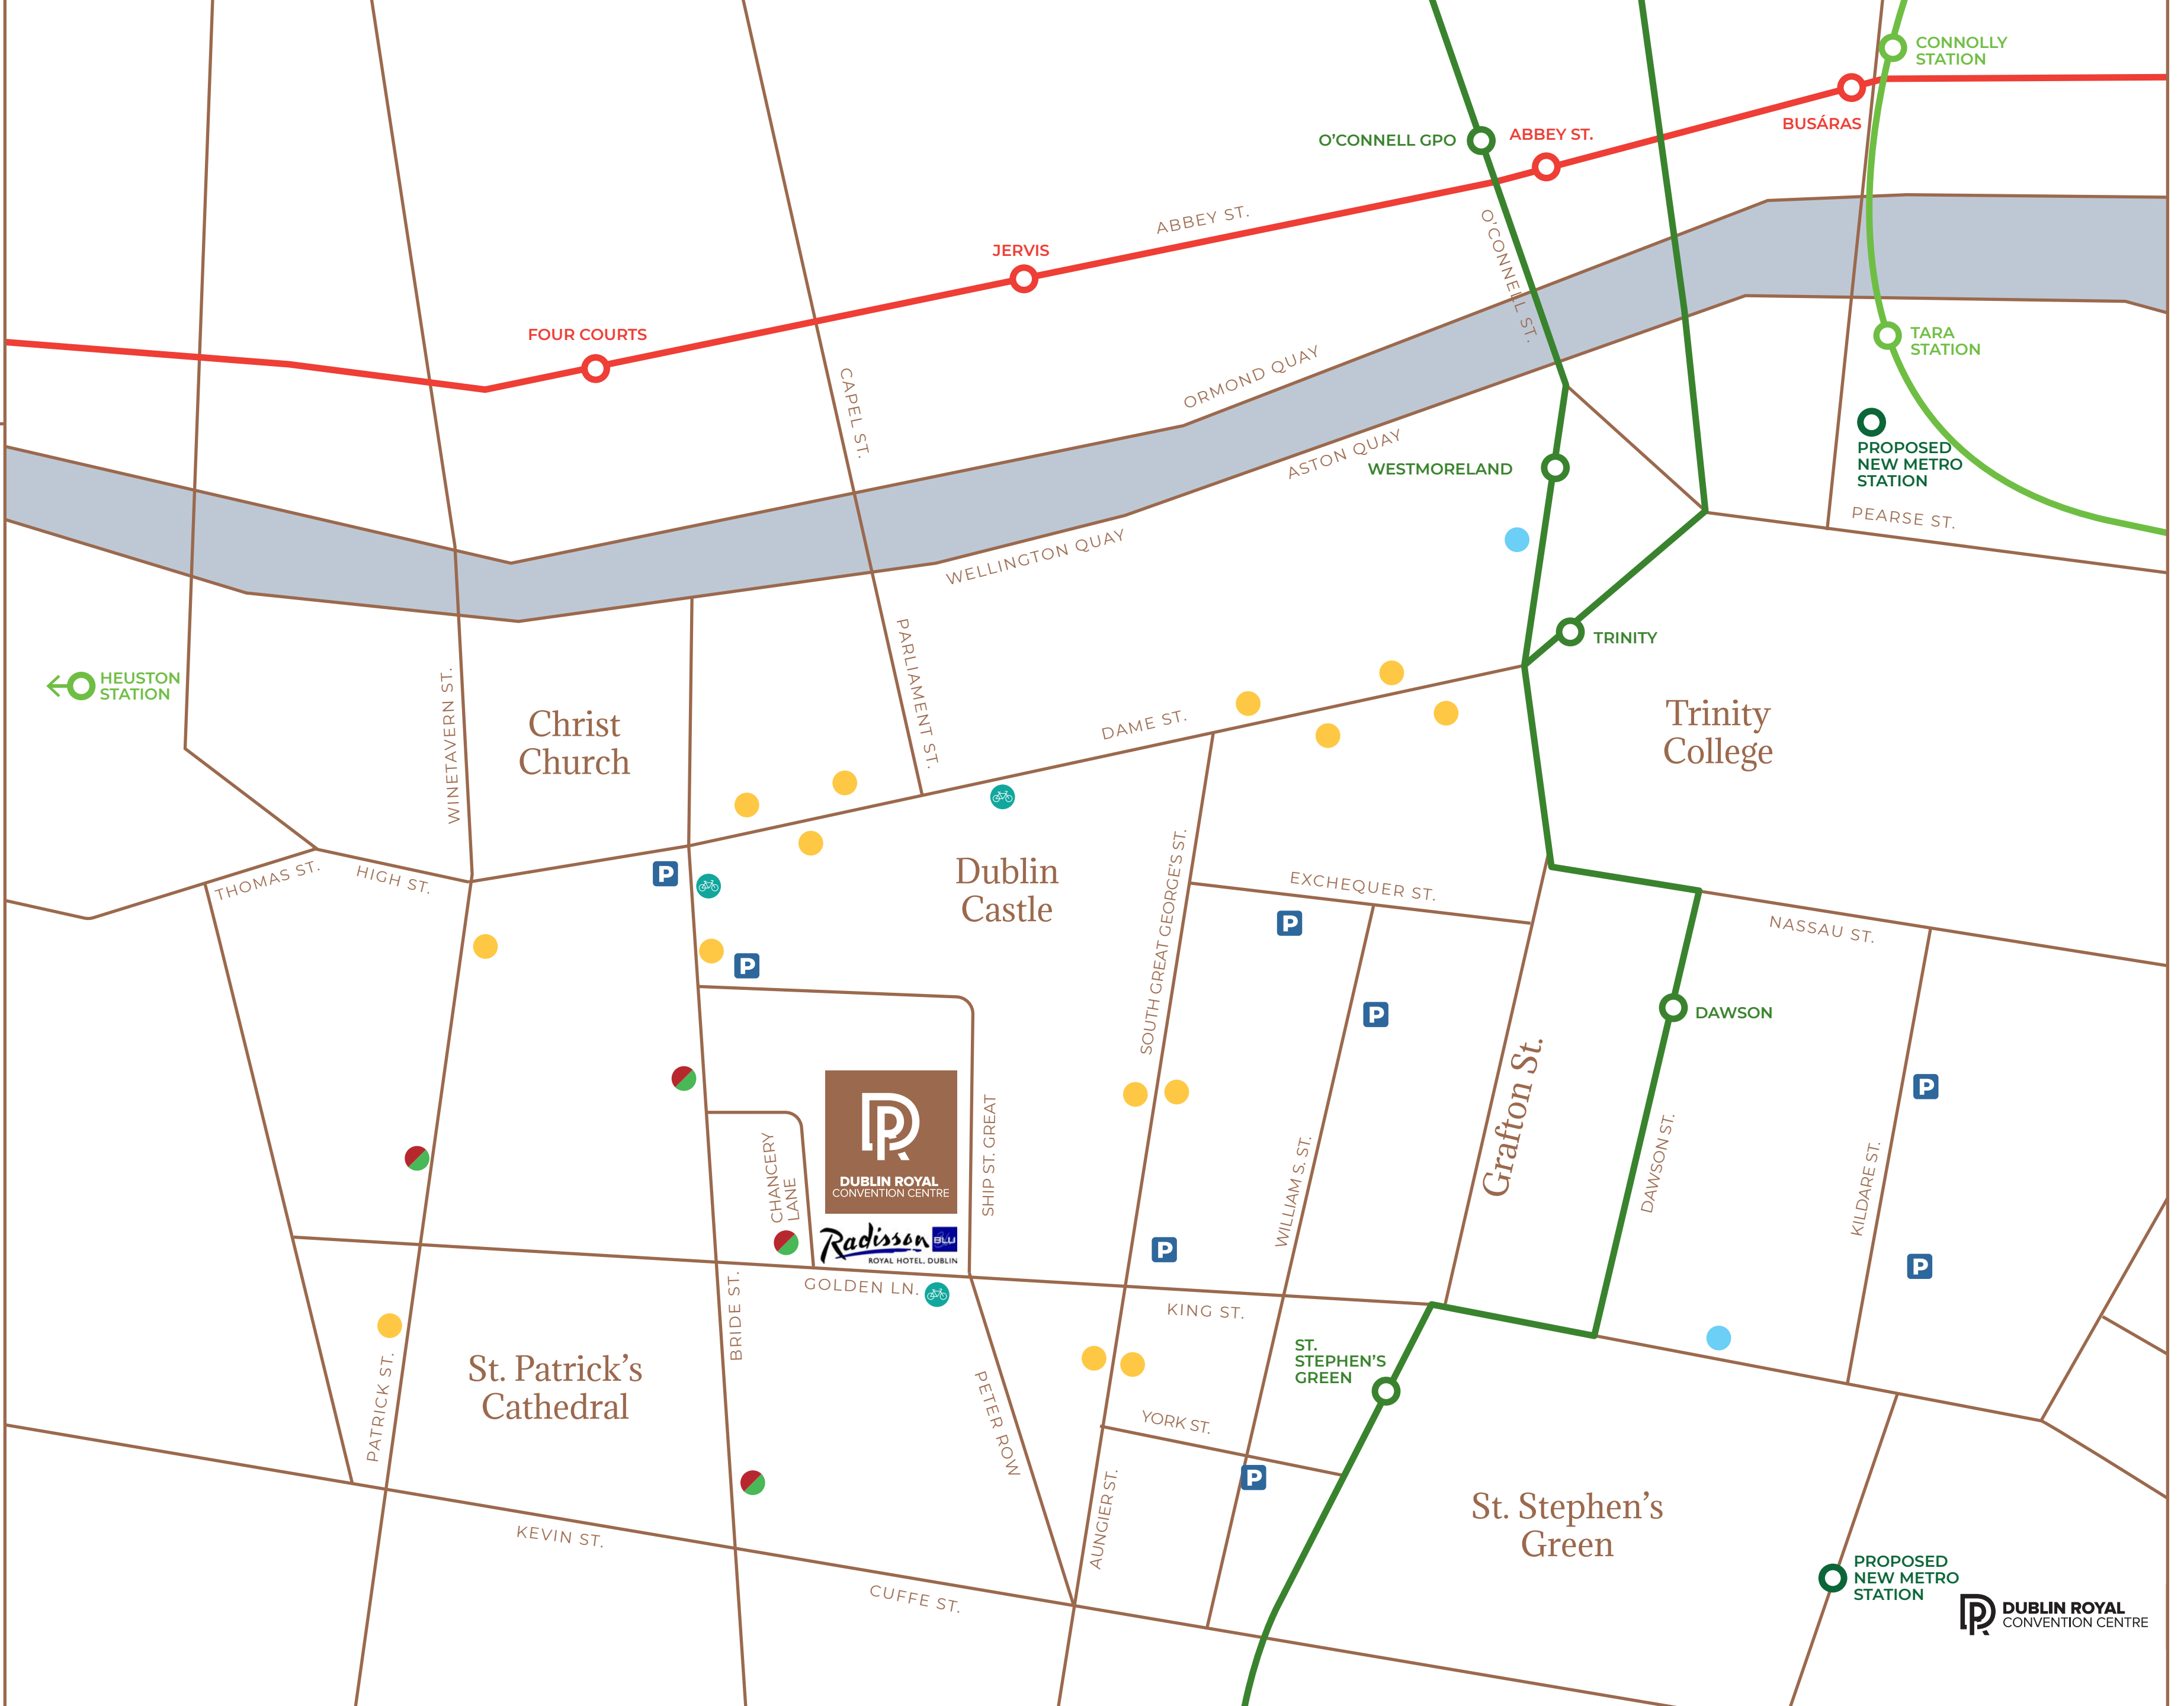 CONNOLLY
STATION
BUSÁRAS
O'CONNELL GPO
ABBEY ST.
ABBEY ST.
O'CONNELL ST.
JERVIS
FOUR COURTS
CAPEL ST.
ORMOND QUAY
ASTON QUAY
WELLINGTON QUAY
WESTMORELAND
TARA
STATION
PROPOSED
NEW METRO
STATION
PEARSE ST.
TRINITY
HEUSTON
STATION
WINETAVERN ST.
Christ
Church
PARLIAMENT ST.
DAME ST.
Trinity
College
THOMAS ST.
HIGH ST.
P
Dublin
Castle
SOUTH GREAT GEORGE'S ST.
EXCHEQUER ST.
NASSAU ST.
P
P
P
DAWSON
Grafton St.
P
DAWSON ST.
KILDARE ST.
WILLIAM S. ST.
SHIP ST. GREAT
CHANCERY
LANE
DR
DUBLIN ROYAL
CONVENTION CENTRE
Radisson BLU
ROYAL HOTEL, DUBLIN
P
P
GOLDEN LN.
KING ST.
BRIDE ST.
PATRICK ST.
St. Patrick's
Cathedral
PETER ROW
ST.
STEPHEN'S
GREEN
YORK ST.
P
AUNGIER ST.
St. Stephen's
Green
KEVIN ST.
CUFFE ST.
PROPOSED
NEW METRO
STATION
DR
DUBLIN ROYAL
CONVENTION CENTRE